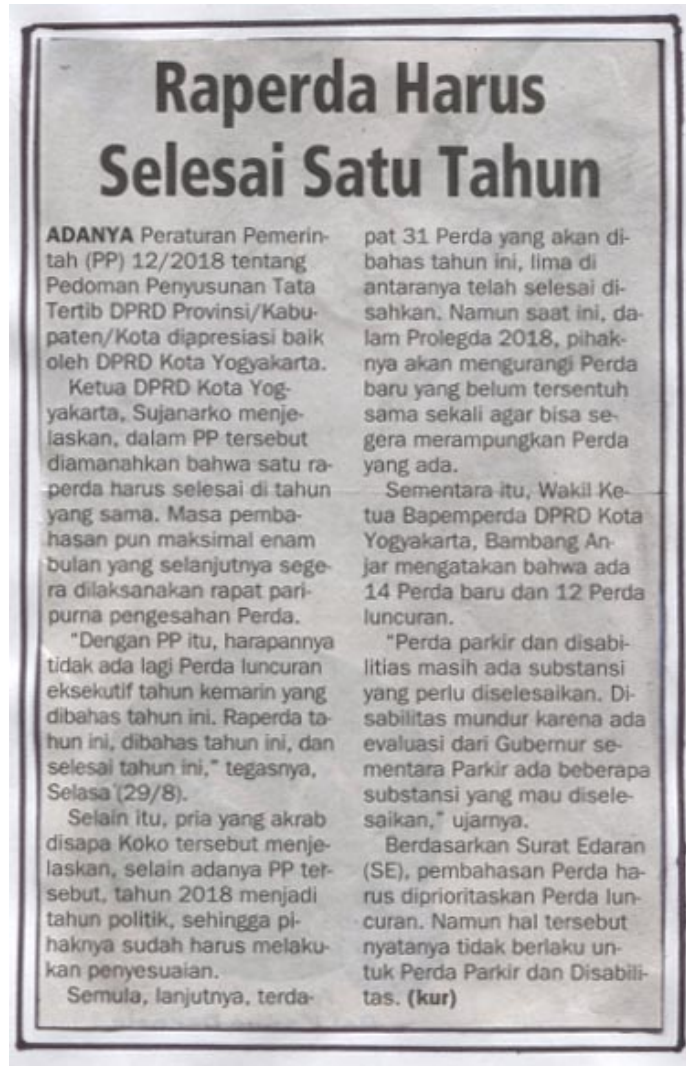 Raperda Harus
Selesai Satu Tahun
ADANYA Peraturan Pemerin-
tah (PP) 12/2018 tentang
Pedoman Penyusunan Tata
Tertib DPRD Provinsi/Kabu-
paten/Kota diapresiasi baik
oleh DPRD Kota Yogyakarta.
Ketua DPRD Kota Yog-
yakarta, Sujanarko menje-
laskan, dalam PP tersebut
diamanahkan bahwa satu ra-
perda harus selesai di tahun
yang sama. Masa pemba-
hasan pun maksimal enam
bulan yang selanjutnya sege-
ra dilaksanakan rapat pari-
purna pengesahan Perda.
"Dengan PP itu, harapannya
tidak ada lagi Perda luncuran
eksekutif tahun kemarin yang
dibahas tahun ini. Raperda ta-
hun ini, dibahas tahun ini, dan
selesai tahun ini," tegasnya,
Selasa (29/8).
Selain itu, pria yang akrab
disapa Koko tersebut menje-
laskan, selain adanya PP ter-
sebut, tahun 2018 menjadi
tahun politik, sehingga pi-
haknya sudah harus melaku-
kan penyesuaian.
Semula, lanjutnya, terda-
pat 31 Perda yang akan di-
bahas tahun ini, lima di
antaranya telah selesai di-
sahkan. Namun saat ini, da-
lam Prolegda 2018, pihak-
nya akan mengurangi Perda
baru yang belum tersentuh
sama sekali agar bisa se-
gera merampungkan Perda
yang ada.
Sementara itu, Wakil Ke-
tua Bapemperda DPRD Kota
Yogyakarta, Bambang An-
jar mengatakan bahwa ada
14 Perda baru dan 12 Perda
luncuran.
"Perda parkir dan disabi-
litias masih ada substansi
yang perlu diselesaikan. Di-
sabilitas mundur karena ada
evaluasi dari Gubernur se-
mentara Parkir ada beberapa
substansi yang mau disele-
saikan," ujarnya.
Berdasarkan Surat Edaran
(SE), pembahasan Perda ha-
rus diprioritaskan Perda lun-
curan. Namun hal tersebut
nyatanya tidak berlaku un-
tuk Perda Parkir dan Disabili-
tas. (kur)